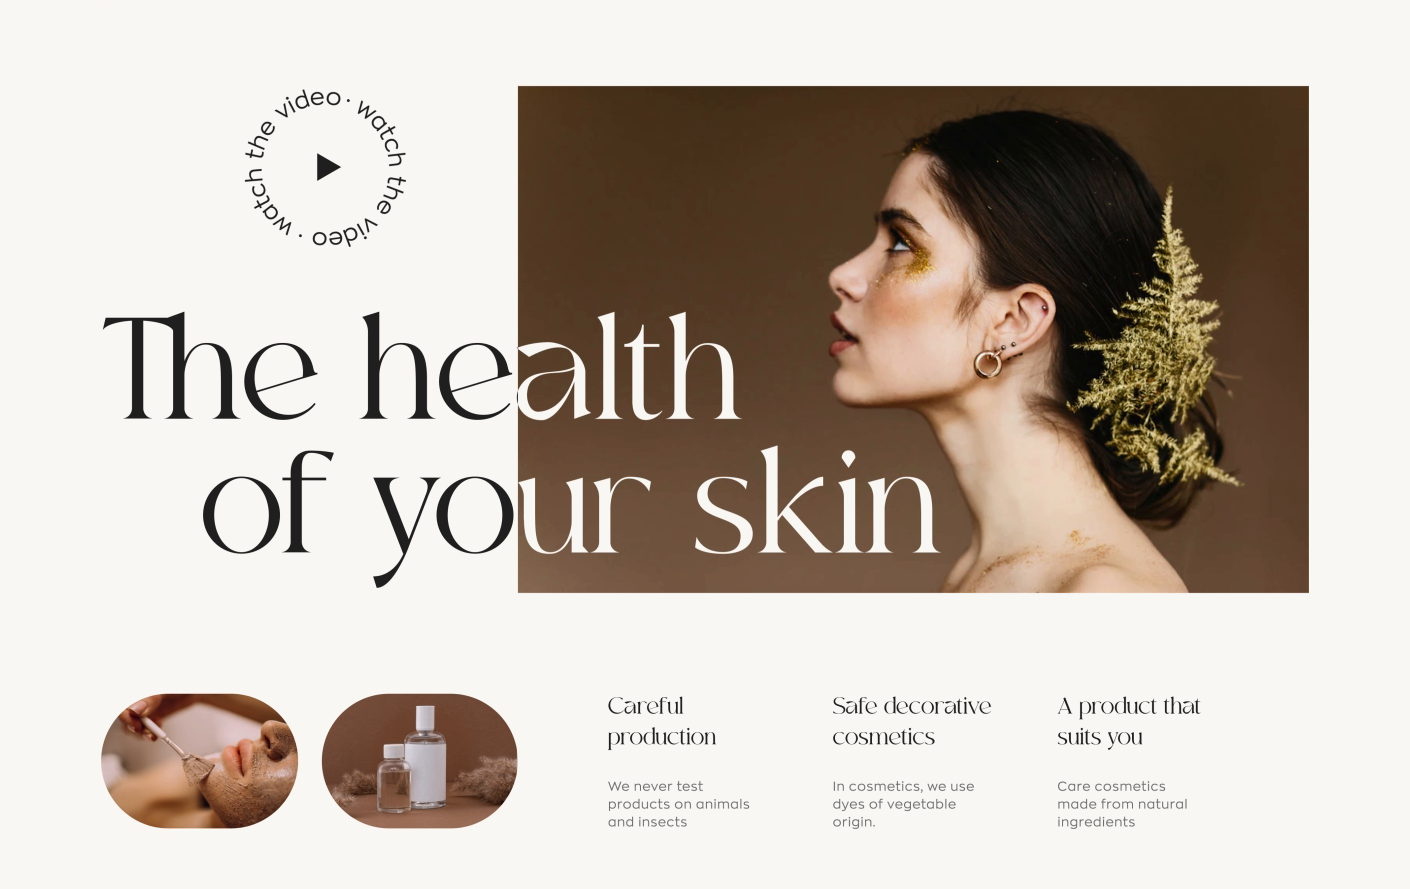 watch the video · watch the video ·
The health
of your skin
Careful
production
We never test
products on animals
and insects
Safe decorative
cosmetics
In cosmetics, we use
dyes of vegetable
origin.
A product that
suits you
Care cosmetics
made from natural
ingredients